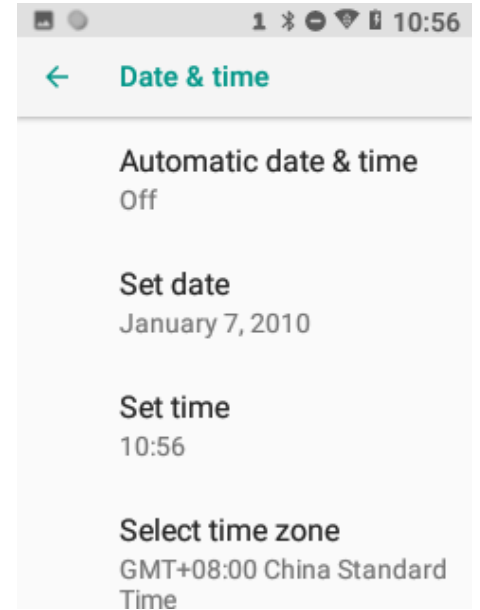 1 10:56
Date & time
Automatic date & time
Off
Set date
January 7, 2010
Set time
10:56
Select time zone
GMT+08:00 China Standard
Time